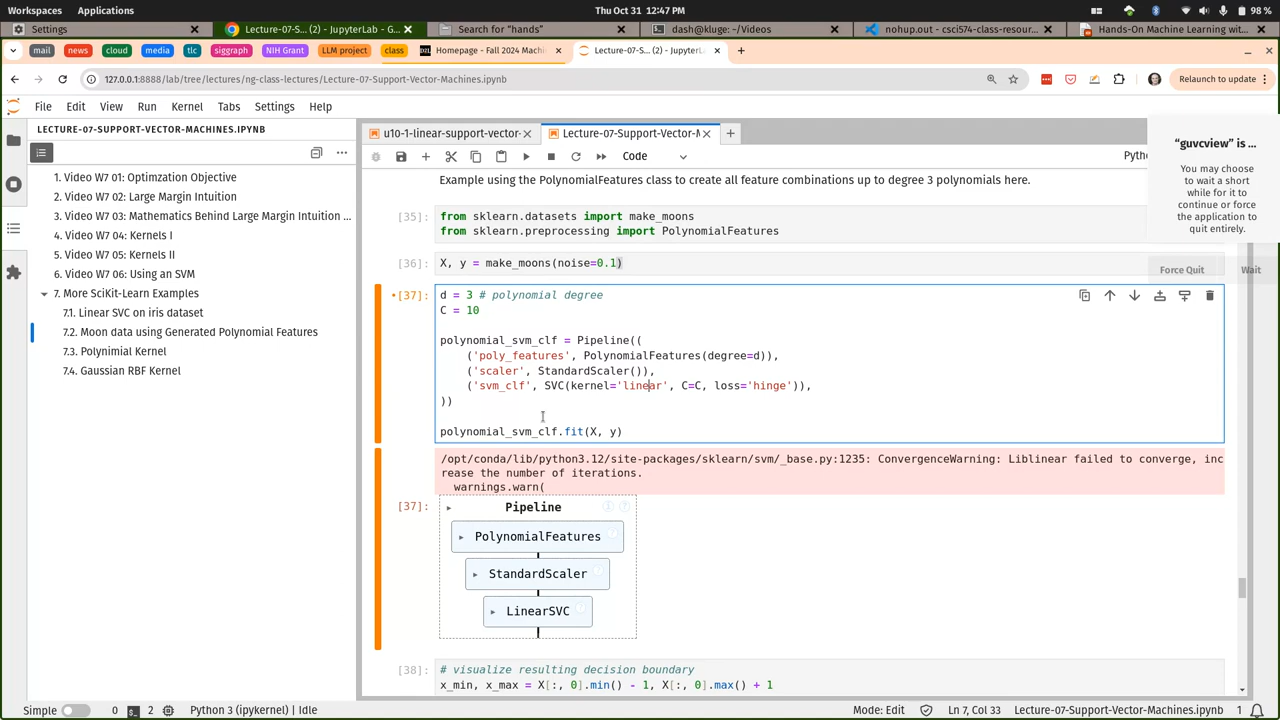 Workspaces Applications Thu Oct 31 12:47 PM 98 %
Settings Lecture-07-S... (2) - JupyterLab - G... Search for "hands" dash@kluge: ~/Videos nohup.out - csci574-class-resour... Hands-On Machine Learning wit...
mail news cloud media tlc siggraph NIH Grant LLM project class Homepage - Fall 2024 Machin... Lecture-07-S... (2) - JupyterLab
127.0.0.1:8888/lab/tree/lectures/ng-class-lectures/Lecture-07-Support-Vector-Machines.ipynb Relaunch to update
File Edit View Run Kernel Tabs Settings Help
LECTURE-07-SUPPORT-VECTOR-MACHINES.IPYNB
1. Video W7 01: Optimzation Objective
2. Video W7 02: Large Margin Intuition
3. Video W7 03: Mathematics Behind Large Margin Intuition ...
4. Video W7 04: Kernels I
5. Video W7 05: Kernels II
6. Video W7 06: Using an SVM
7. More SciKit-Learn Examples
7.1. Linear SVC on iris dataset
7.2. Moon data using Generated Polynomial Features
7.3. Polynimial Kernel
7.4. Gaussian RBF Kernel
u10-1-linear-support-vector- Lecture-07-Support-Vector-M
Code Pyth
"guvcview" is ...
You may choose
to wait a short
while for it to
continue or force
the application to
quit entirely.
Force Quit Wait
Example using the PolynomialFeatures class to create all feature combinations up to degree 3 polynomials here.
[35]: from sklearn.datasets import make_moons
from sklearn.preprocessing import PolynomialFeatures
[36]: X, y = make_moons(noise=0.1)
•[37]: d = 3 # polynomial degree
C = 10
polynomial_svm_clf = Pipeline((
('poly_features', PolynomialFeatures(degree=d)),
('scaler', StandardScaler()),
('svm_clf', SVC(kernel='linear', C=C, loss='hinge')),
))
polynomial_svm_clf.fit(X, y)
/opt/conda/lib/python3.12/site-packages/sklearn/svm/_base.py:1235: ConvergenceWarning: Liblinear failed to converge, inc
rease the number of iterations.
warnings.warn(
[37]: Pipeline
PolynomialFeatures
StandardScaler
LinearSVC
[38]: # visualize resulting decision boundary
x_min, x_max = X[:, 0].min() - 1, X[:, 0].max() + 1
Simple 0 2 Python 3 (ipykernel) | Idle Mode: Edit Ln 7, Col 33 Lecture-07-Support-Vector-Machines.ipynb 1